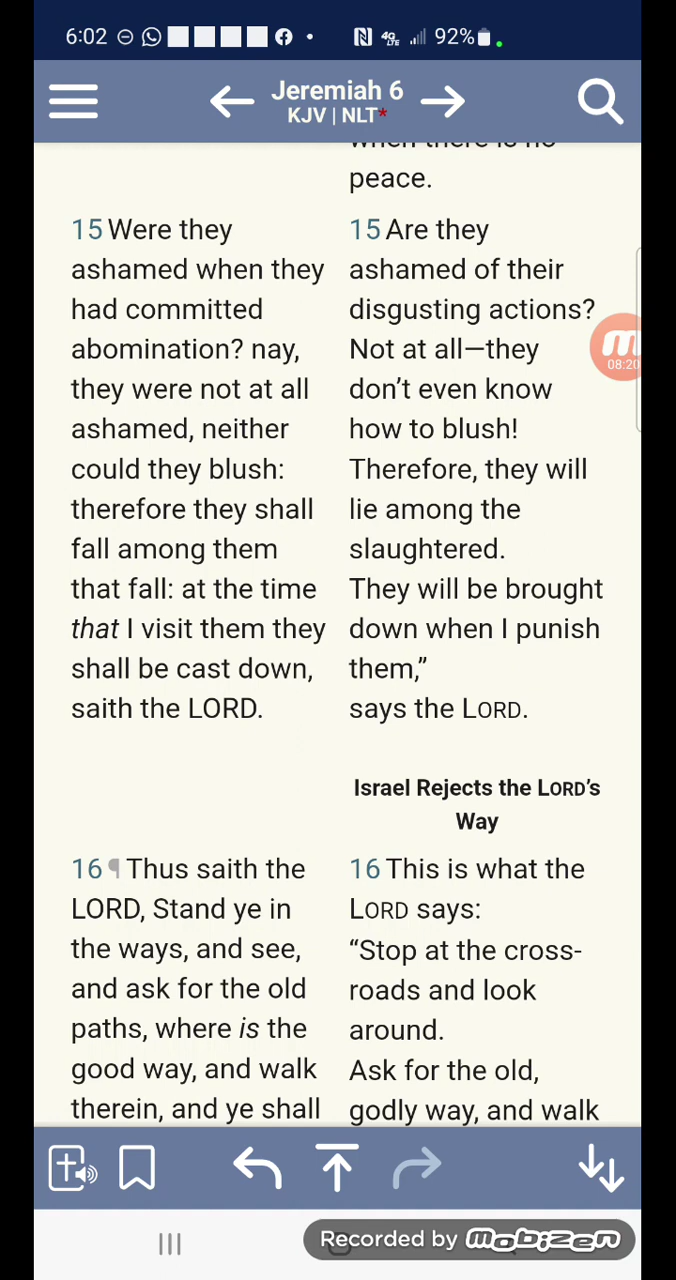 6:02 92%
Jeremiah 6
KJV | NLT*
when there is no
peace.
15 Were they
ashamed when they
had committed
abomination? nay,
they were not at all
ashamed, neither
could they blush:
therefore they shall
fall among them
that fall: at the time
that I visit them they
shall be cast down,
saith the LORD.
16 ¶ Thus saith the
LORD, Stand ye in
the ways, and see,
and ask for the old
paths, where is the
good way, and walk
therein, and ye shall
15 Are they
ashamed of their
disgusting actions?
Not at all—they
don’t even know
how to blush!
Therefore, they will
lie among the
slaughtered.
They will be brought
down when I punish
them,”
says the LORD.
Israel Rejects the LORD’s
Way
16 This is what the
LORD says:
“Stop at the cross-
roads and look
around.
Ask for the old,
godly way, and walk
08:20
Recorded by mobizen